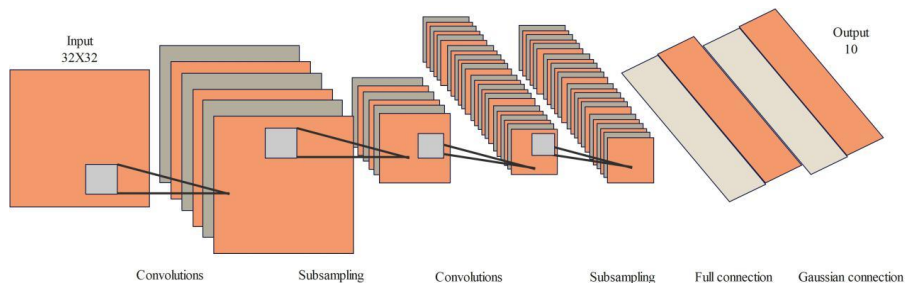 Input
32X32
Output
10
Convolutions
Subsampling
Convolutions
Subsampling
Full connection
Gaussian connection